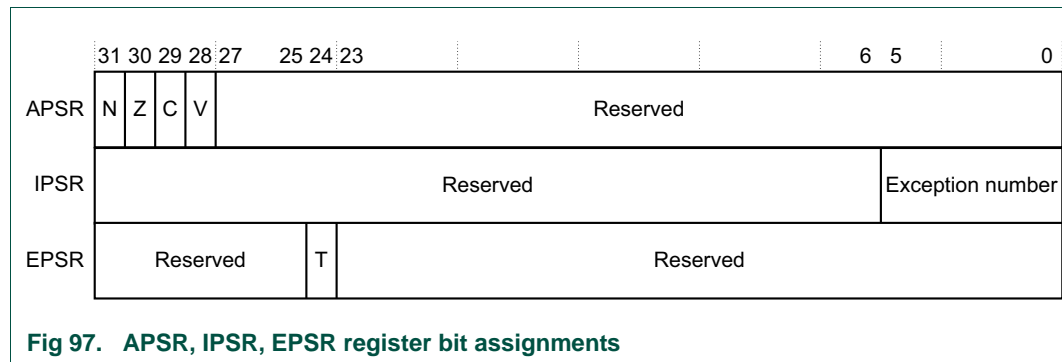 31 30 29 28 27 25 24 23 6 5 0
APSR N Z C V Reserved
IPSR Reserved Exception number
EPSR Reserved T Reserved
Fig 97. APSR, IPSR, EPSR register bit assignments